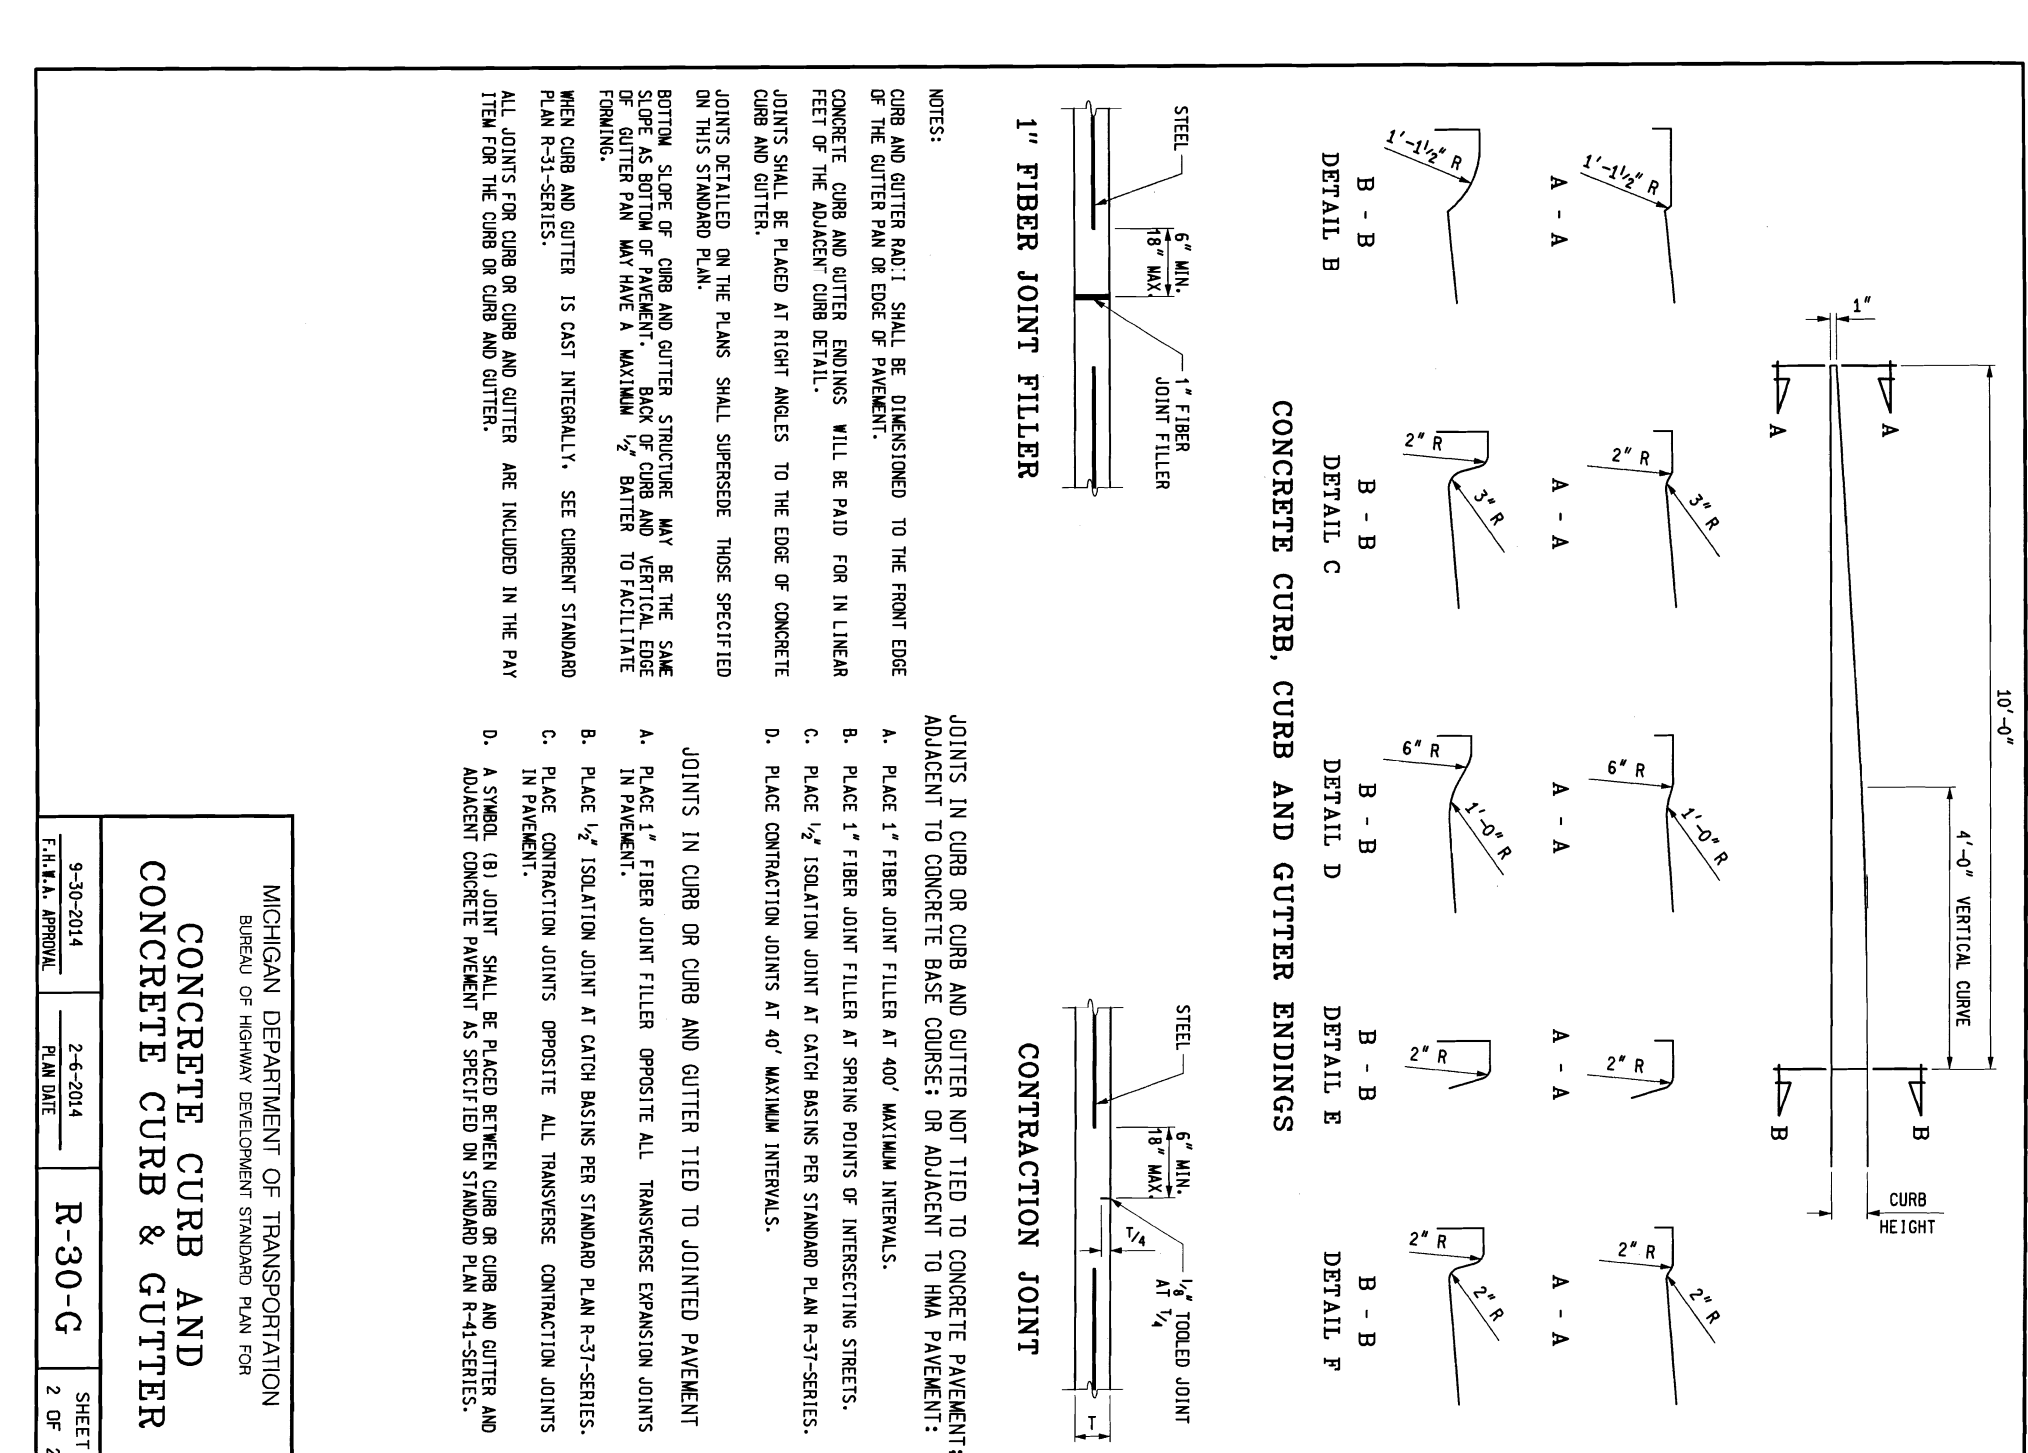 10'-0"
4'-0" VERTICAL CURVE
1"
A
A
B
B
CURB
HEIGHT
1'-1½" R
2" R
3" R
6" R
1'-0" R
2" R
2" R
2" R
A - A
A - A
A - A
A - A
A - A
1'-1½" R
2" R
3" R
6" R
1'-0" R
2" R
2" R
2" R
B - B
B - B
B - B
B - B
B - B
DETAIL B
DETAIL C
DETAIL D
DETAIL E
DETAIL F
CONCRETE CURB, CURB AND GUTTER ENDINGS
STEEL
6" MIN.
18" MAX.
1" FIBER
JOINT FILLER
1" FIBER JOINT FILLER
STEEL
6" MIN.
18" MAX.
T/4
⅛" TOOLED JOINT
AT T/4
T
CONTRACTION JOINT
NOTES:
CURB AND GUTTER RADII SHALL BE DIMENSIONED TO THE FRONT EDGE
OF THE GUTTER PAN OR EDGE OF PAVEMENT.
CONCRETE CURB AND GUTTER ENDINGS WILL BE PAID FOR IN LINEAR
FEET OF THE ADJACENT CURB DETAIL.
JOINTS SHALL BE PLACED AT RIGHT ANGLES TO THE EDGE OF CONCRETE
CURB AND GUTTER.
JOINTS DETAILED ON THE PLANS SHALL SUPERSEDE THOSE SPECIFIED
ON THIS STANDARD PLAN.
BOTTOM SLOPE OF CURB AND GUTTER STRUCTURE MAY BE THE SAME
SLOPE AS BOTTOM OF PAVEMENT. BACK OF CURB AND VERTICAL EDGE
OF GUTTER PAN MAY HAVE A MAXIMUM ½" BATTER TO FACILITATE
FORMING.
WHEN CURB AND GUTTER IS CAST INTEGRALLY, SEE CURRENT STANDARD
PLAN R-31-SERIES.
ALL JOINTS FOR CURB OR CURB AND GUTTER ARE INCLUDED IN THE PAY
ITEM FOR THE CURB OR CURB AND GUTTER.
JOINTS IN CURB OR CURB AND GUTTER NOT TIED TO CONCRETE PAVEMENT;
ADJACENT TO CONCRETE BASE COURSE; OR ADJACENT TO HMA PAVEMENT:
A. PLACE 1" FIBER JOINT FILLER AT 400' MAXIMUM INTERVALS.
B. PLACE 1" FIBER JOINT FILLER AT SPRING POINTS OF INTERSECTING STREETS.
C. PLACE ½" ISOLATION JOINT AT CATCH BASINS PER STANDARD PLAN R-37-SERIES.
D. PLACE CONTRACTION JOINTS AT 40' MAXIMUM INTERVALS.
JOINTS IN CURB OR CURB AND GUTTER TIED TO JOINTED PAVEMENT
A. PLACE 1" FIBER JOINT FILLER OPPOSITE ALL TRANSVERSE EXPANSION JOINTS
IN PAVEMENT.
B. PLACE ½" ISOLATION JOINT AT CATCH BASINS PER STANDARD PLAN R-37-SERIES.
C. PLACE CONTRACTION JOINTS OPPOSITE ALL TRANSVERSE CONTRACTION JOINTS
IN PAVEMENT.
D. A SYMBOL (B) JOINT SHALL BE PLACED BETWEEN CURB OR CURB AND GUTTER AND
ADJACENT CONCRETE PAVEMENT AS SPECIFIED ON STANDARD PLAN R-41-SERIES.
MICHIGAN DEPARTMENT OF TRANSPORTATION
BUREAU OF HIGHWAY DEVELOPMENT STANDARD PLAN FOR
CONCRETE CURB AND
CONCRETE CURB & GUTTER
9-30-2014
F.H.W.A. APPROVAL
2-6-2014
PLAN DATE
R-30-G
SHEET
2 OF 2